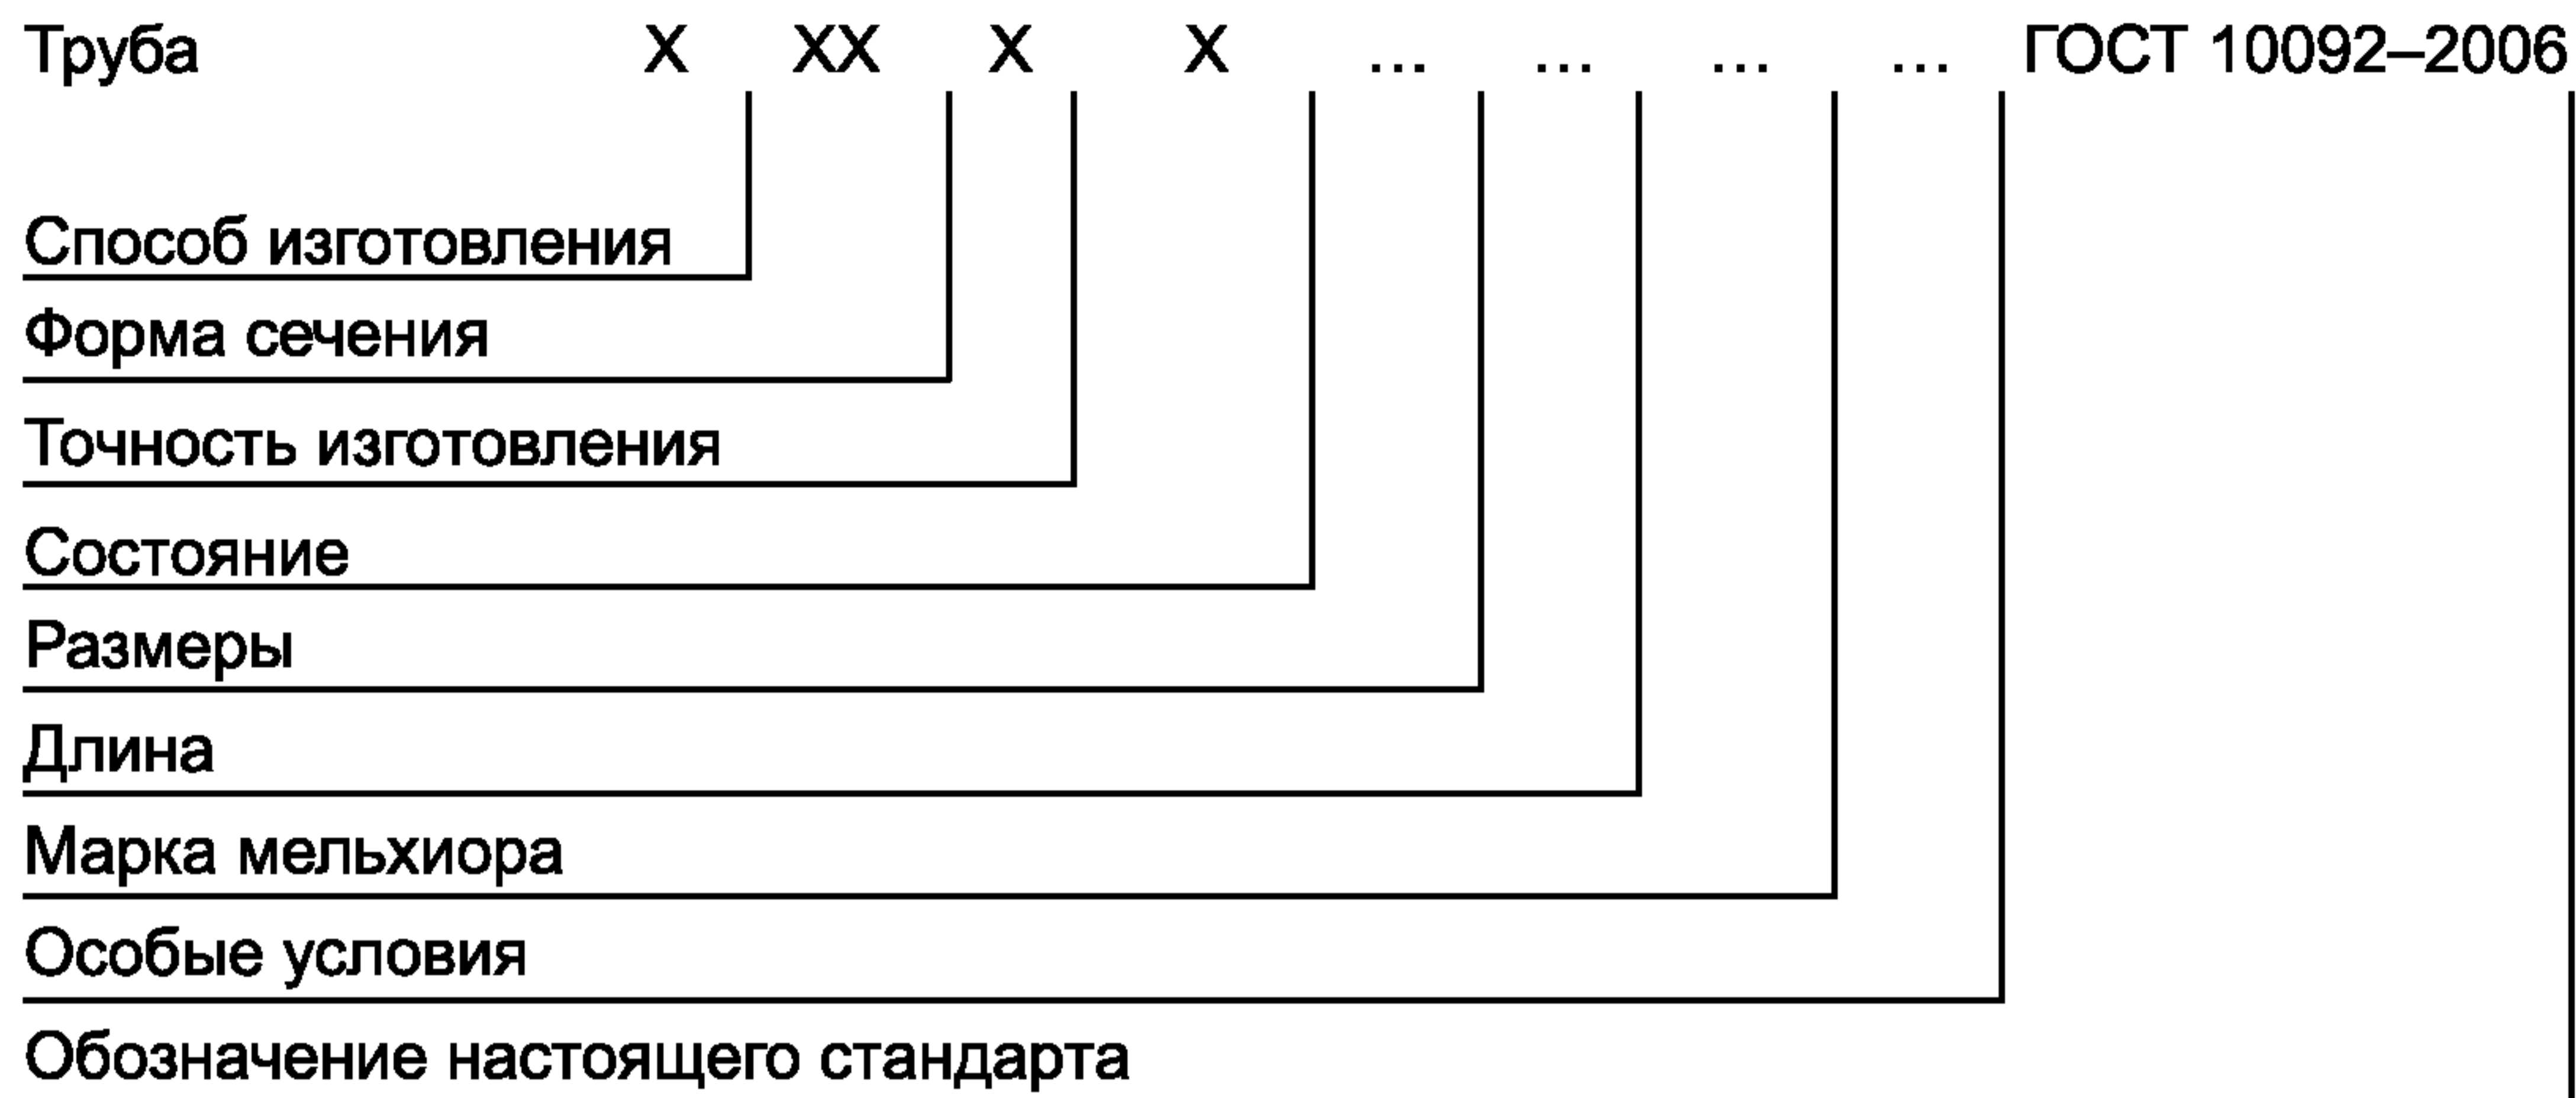 Труба Х ХХ Х Х ... ... ... ... ГОСТ 10092–2006
Способ изготовления
Форма сечения
Точность изготовления
Состояние
Размеры
Длина
Марка мельхиора
Особые условия
Обозначение настоящего стандарта